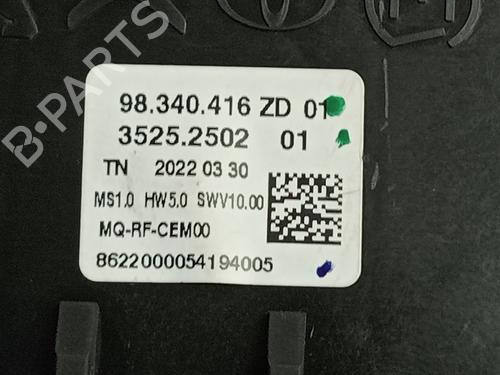 B-PARTS
98.340.416 ZD 01
3525.2502 01
TN 2022 03 30
MS1.0 HW5.0 SWV10.00
MQ-RF-CEM00
8622000054194005